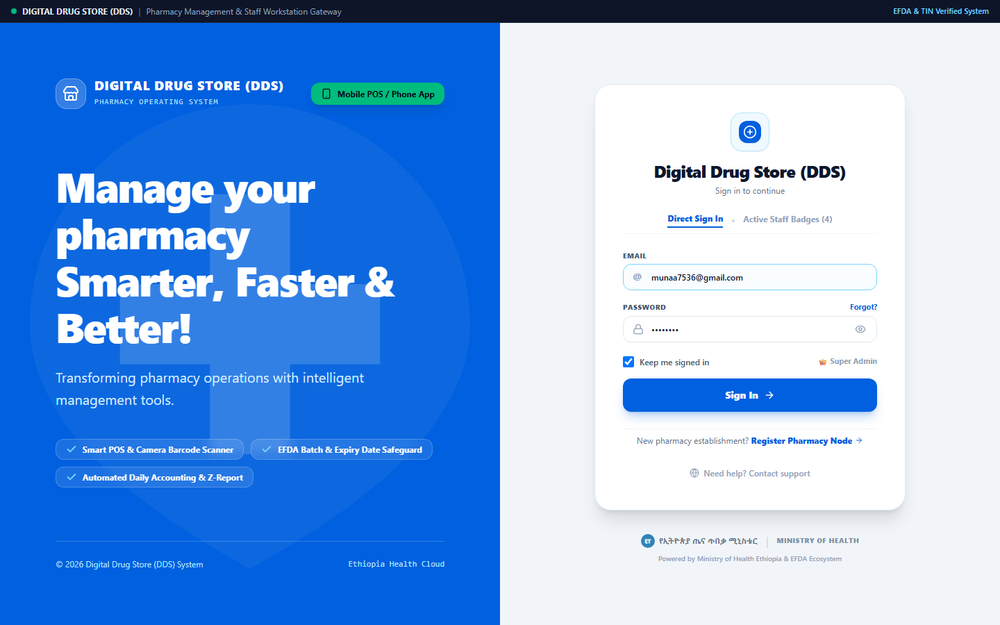 DIGITAL DRUG STORE (DDS) | Pharmacy Management & Staff Workstation Gateway
EFDA & TIN Verified System
DIGITAL DRUG STORE (DDS)
PHARMACY OPERATING SYSTEM
Mobile POS / Phone App
Manage your
pharmacy
Smarter, Faster &
Better!
Transforming pharmacy operations with intelligent
management tools.
Smart POS & Camera Barcode Scanner
EFDA Batch & Expiry Date Safeguard
Automated Daily Accounting & Z-Report
© 2026 Digital Drug Store (DDS) System
Ethiopia Health Cloud
Digital Drug Store (DDS)
Sign in to continue
Direct Sign In • Active Staff Badges (4)
EMAIL
@ munaa7536@gmail.com
PASSWORD
Forgot?
••••••••
Keep me signed in
Super Admin
Sign In →
New pharmacy establishment? Register Pharmacy Node →
Need help? Contact support
ET የኢትዮጵያ ጤና ጥበቃ ሚኒስቴር | MINISTRY OF HEALTH
Powered by Ministry of Health Ethiopia & EFDA Ecosystem